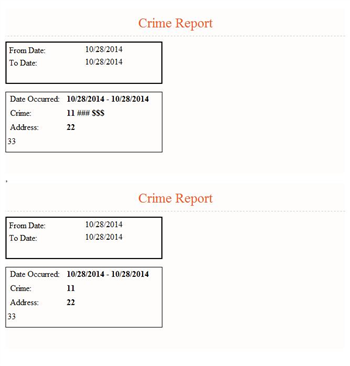 Crime Report
From Date: 10/28/2014
To Date: 10/28/2014
Date Occurred: 10/28/2014 - 10/28/2014
Crime: 11 ### $$$
Address: 22
33
.
Crime Report
From Date: 10/28/2014
To Date: 10/28/2014
Date Occurred: 10/28/2014 - 10/28/2014
Crime: 11
Address: 22
33